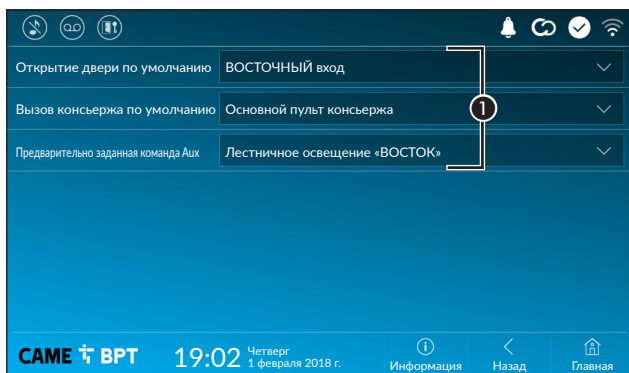 Открытие двери по умолчанию ВОСТОЧНЫЙ вход
Вызов консьержа по умолчанию Основной пульт консьержа
1
Предварительно заданная команда Aux Лестничное освещение «ВОСТОК»
CAME BPT 19:02 Четверг
1 февраля 2018 г.
Информация Назад Главная